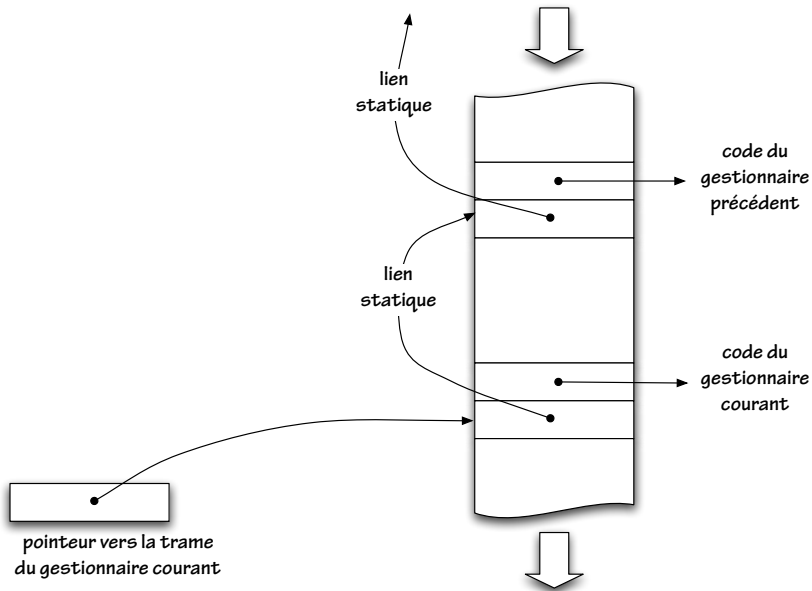 lien
statique
code du
gestionnaire
précédent
lien
statique
code du
gestionnaire
courant
pointeur vers la trame
du gestionnaire courant